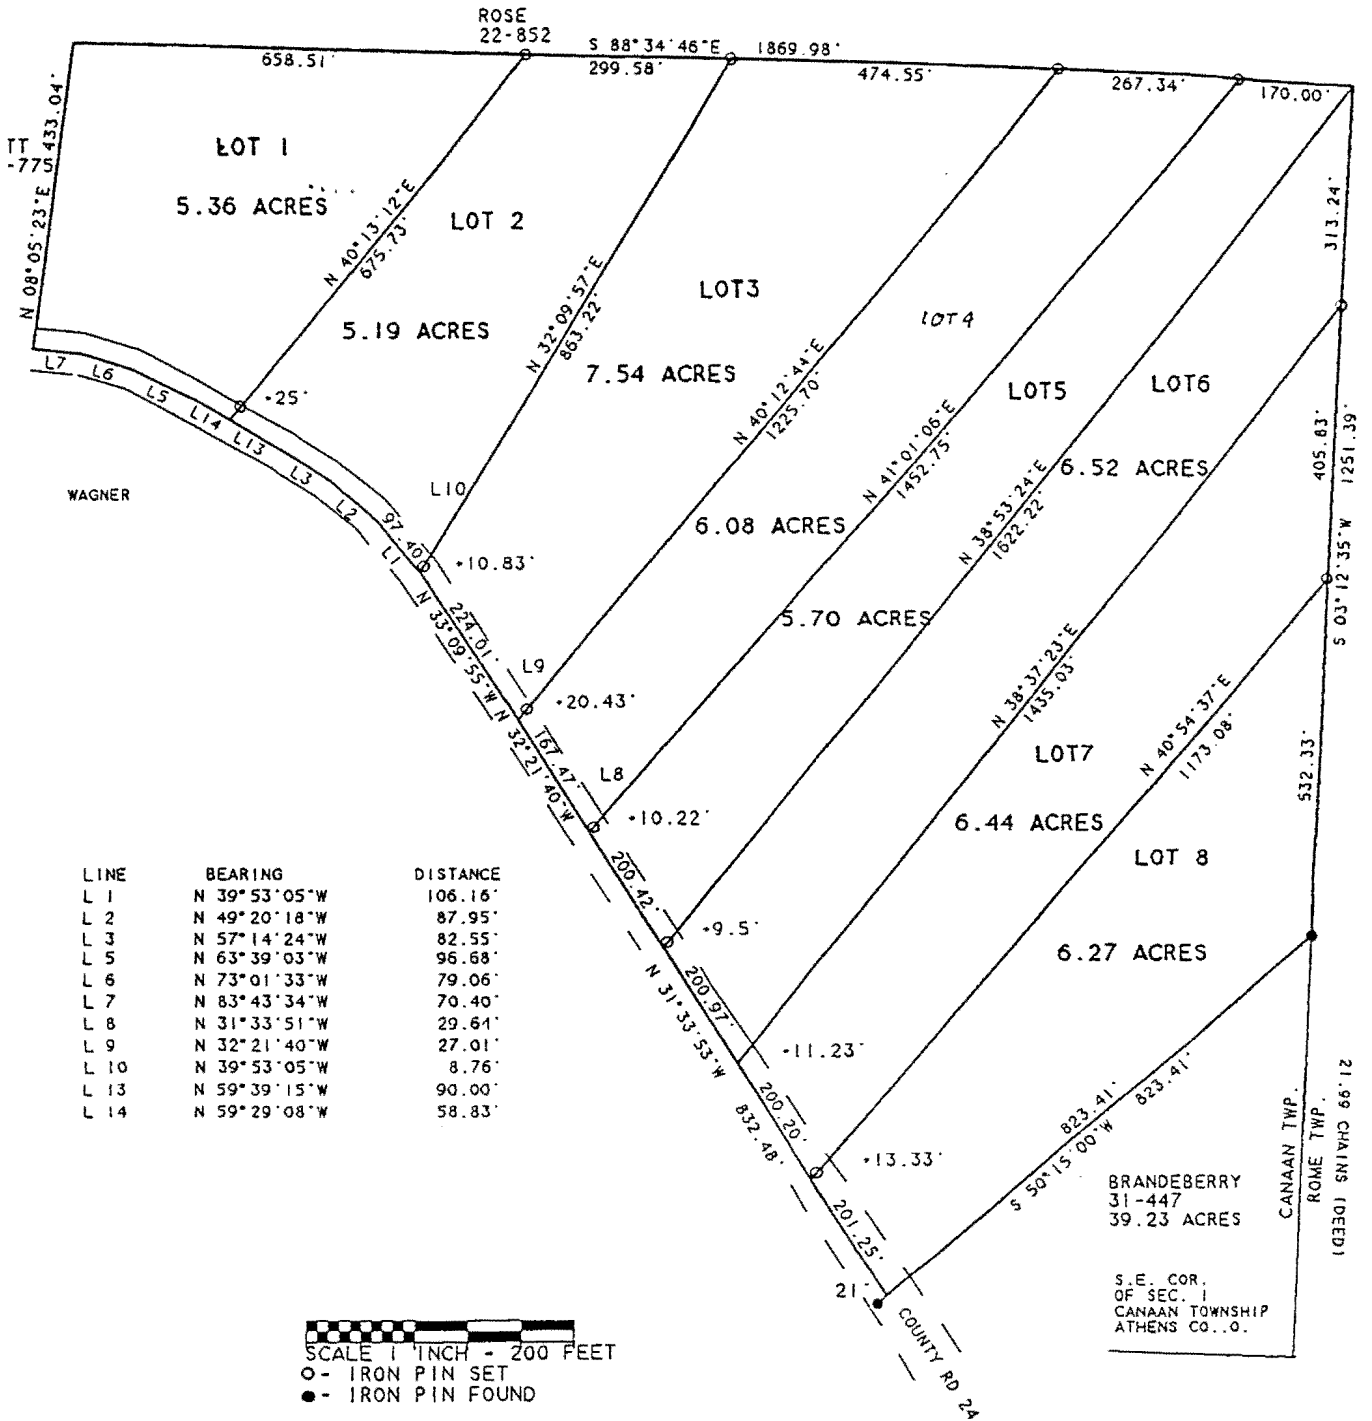 ROSE
22-852
S 88°34'46"E 1869.98'
658.51'
299.58'
474.55'
267.34'
170.00'
TT
-775
N 08°05'23"E 433.04'
LOT 1
5.36 ACRES
N 40°13'12"E
675.73'
LOT 2
5.19 ACRES
N 32°09'57"E
863.22'
LOT3
7.54 ACRES
N 40°12'44"E
1225.70'
LOT4
6.08 ACRES
N 41°01'06"E
1452.75'
LOT5
5.70 ACRES
N 38°53'24"E
1622.22'
LOT6
6.52 ACRES
N 38°37'23"E
1435.03'
LOT7
6.44 ACRES
N 40°54'37"E
1173.08'
LOT 8
6.27 ACRES
313.24'
405.83'
1251.39'
S 03°12'35"W
532.33'
L7
L6
L5
L14
L13
L3
L2
L1
+25'
WAGNER
L10
97.40
+10.83'
224.01'
N 33°09'55"W
L9
+20.43'
167.47'
N 32°21'40"W
L8
+10.22'
200.42'
+9.5'
200.97'
N 31°33'53"W
832.48'
+11.23'
200.20'
+13.33'
201.25'
21'
COUNTY RD 24
823.41'
S 50°15'00"W
823.41'
BRANDEBERRY
31-447
39.23 ACRES
CANAAN TWP.
ROME TWP.
21.66 CHAINS (DEED)
S.E. COR.
OF SEC. 1
CANAAN TOWNSHIP
ATHENS CO.,O.
LINE BEARING DISTANCE
L 1 N 39°53'05"W 106.16'
L 2 N 49°20'18"W 87.95'
L 3 N 57°14'24"W 82.55'
L 5 N 63°39'03"W 96.68'
L 6 N 73°01'33"W 79.06'
L 7 N 83°43'34"W 70.40'
L 8 N 31°33'51"W 29.61'
L 9 N 32°21'40"W 27.01'
L 10 N 39°53'05"W 8.76'
L 13 N 59°39'15"W 90.00'
L 14 N 59°29'08"W 58.83'
SCALE 1 INCH - 200 FEET
O- IRON PIN SET
●- IRON PIN FOUND